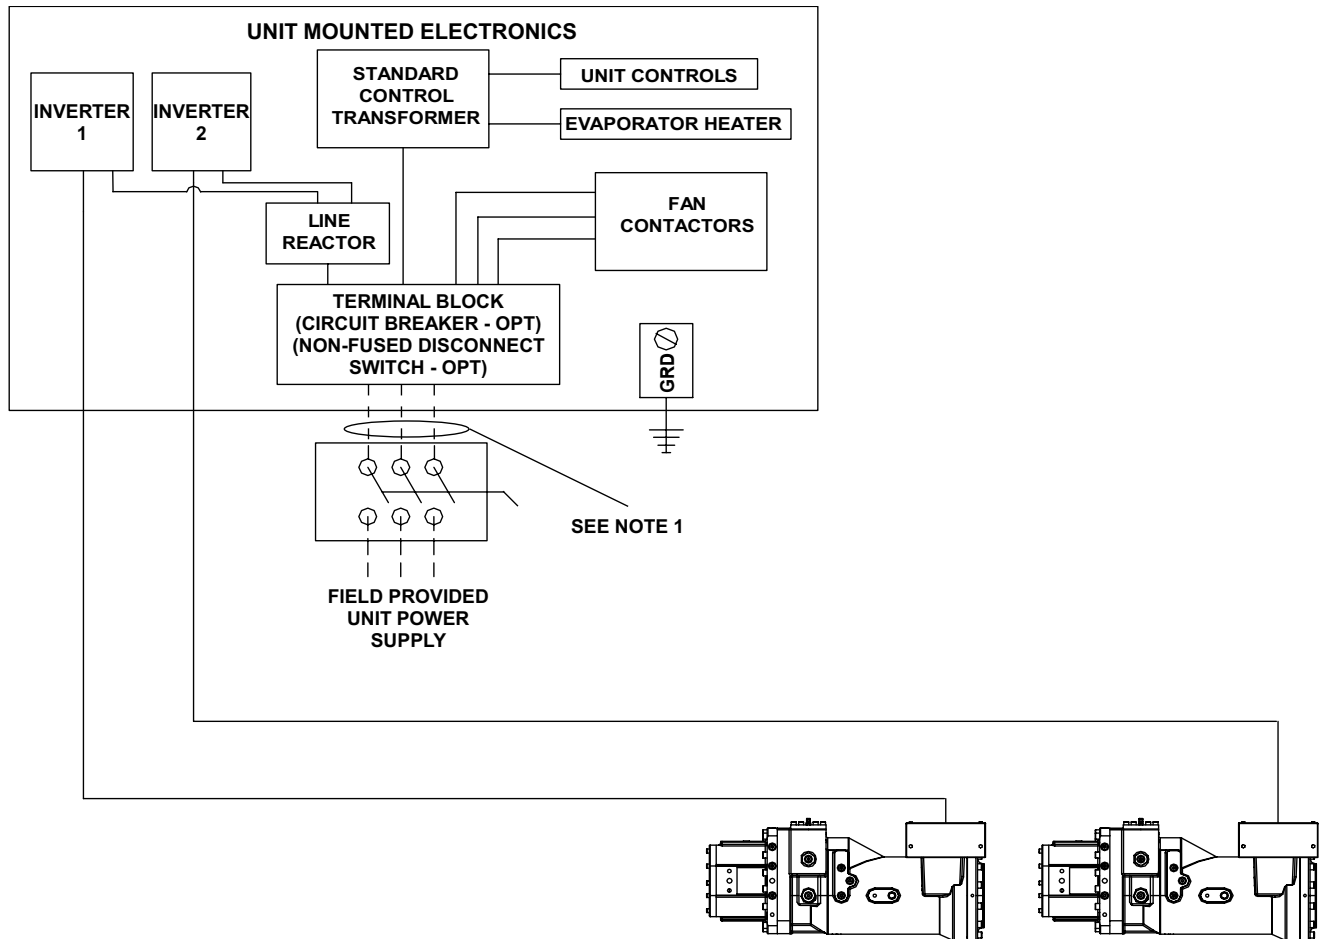 UNIT MOUNTED ELECTRONICS
INVERTER
1
INVERTER
2
STANDARD
CONTROL
TRANSFORMER
UNIT CONTROLS
EVAPORATOR HEATER
LINE
REACTOR
FAN
CONTACTORS
TERMINAL BLOCK
(CIRCUIT BREAKER - OPT)
(NON-FUSED DISCONNECT
SWITCH - OPT)
GRD
SEE NOTE 1
FIELD PROVIDED
UNIT POWER
SUPPLY